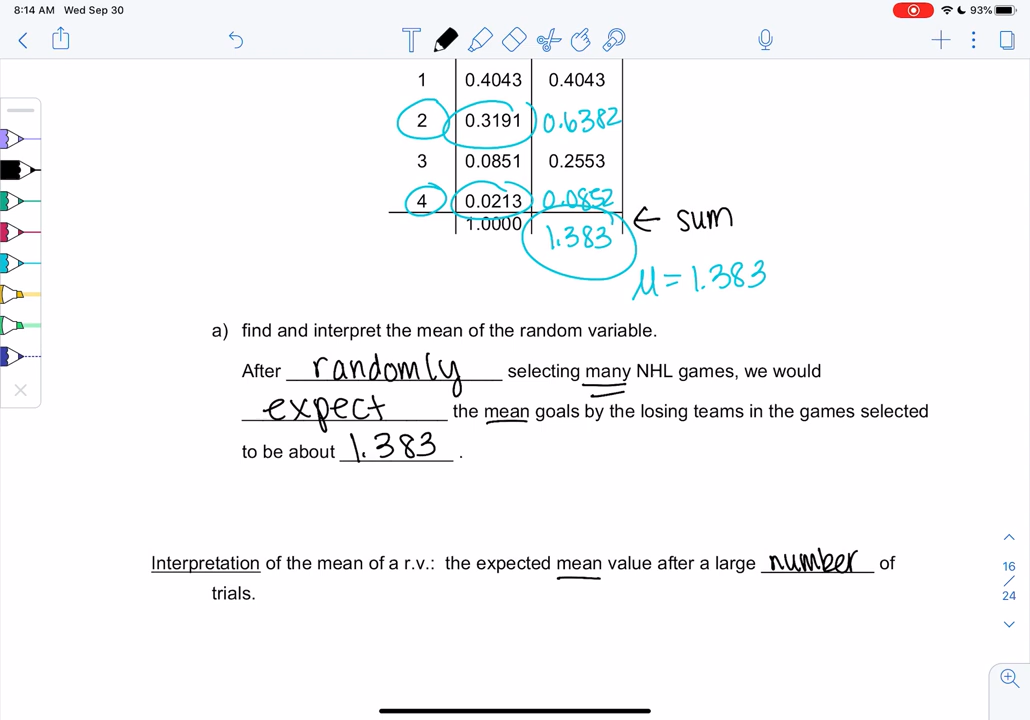 8:14 AM Wed Sep 30 93%
T
1 0.4043 0.4043
2 0.3191 0.6382
3 0.0851 0.2553
4 0.0213 0.0852
1.0000 1.383 ← sum
μ = 1.383
a) find and interpret the mean of the random variable.
After randomly selecting many NHL games, we would
expect the mean goals by the losing teams in the games selected
to be about 1.383 .
Interpretation of the mean of a r.v.: the expected mean value after a large number of
trials.
16
/
24